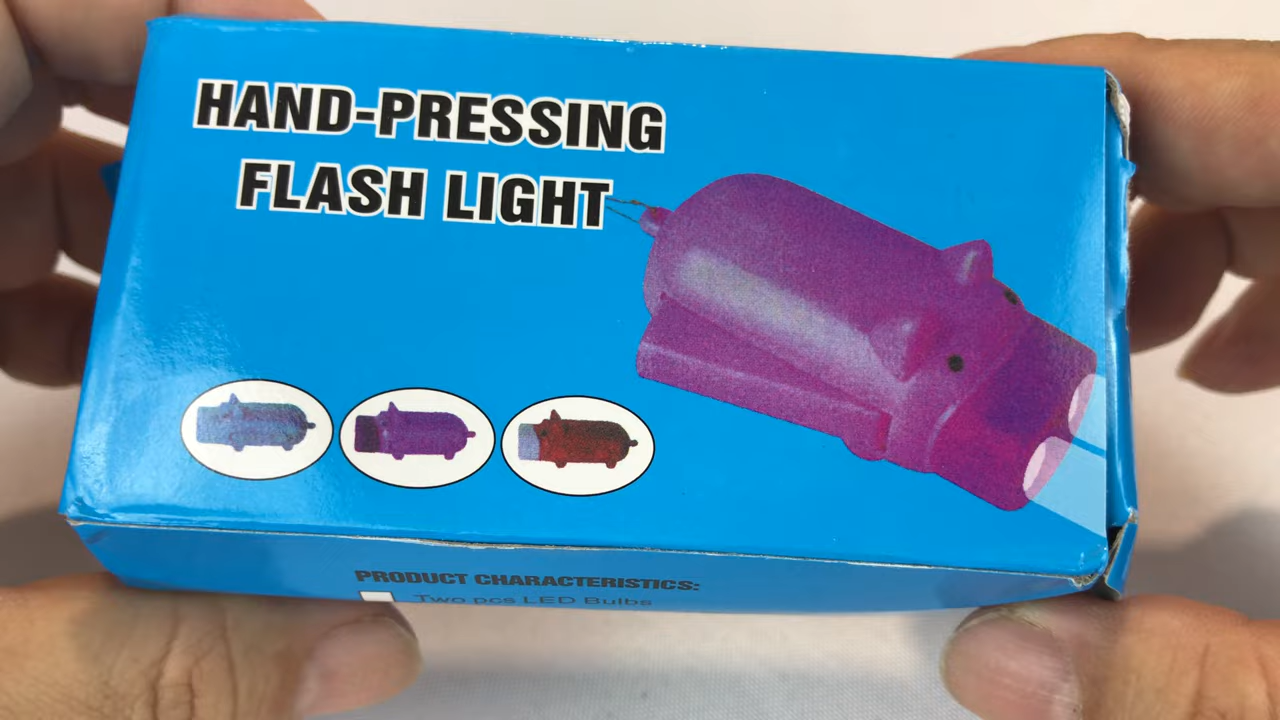 HAND-PRESSING
FLASH LIGHT
PRODUCT CHARACTERISTICS:
Two pcs LED Bulbs